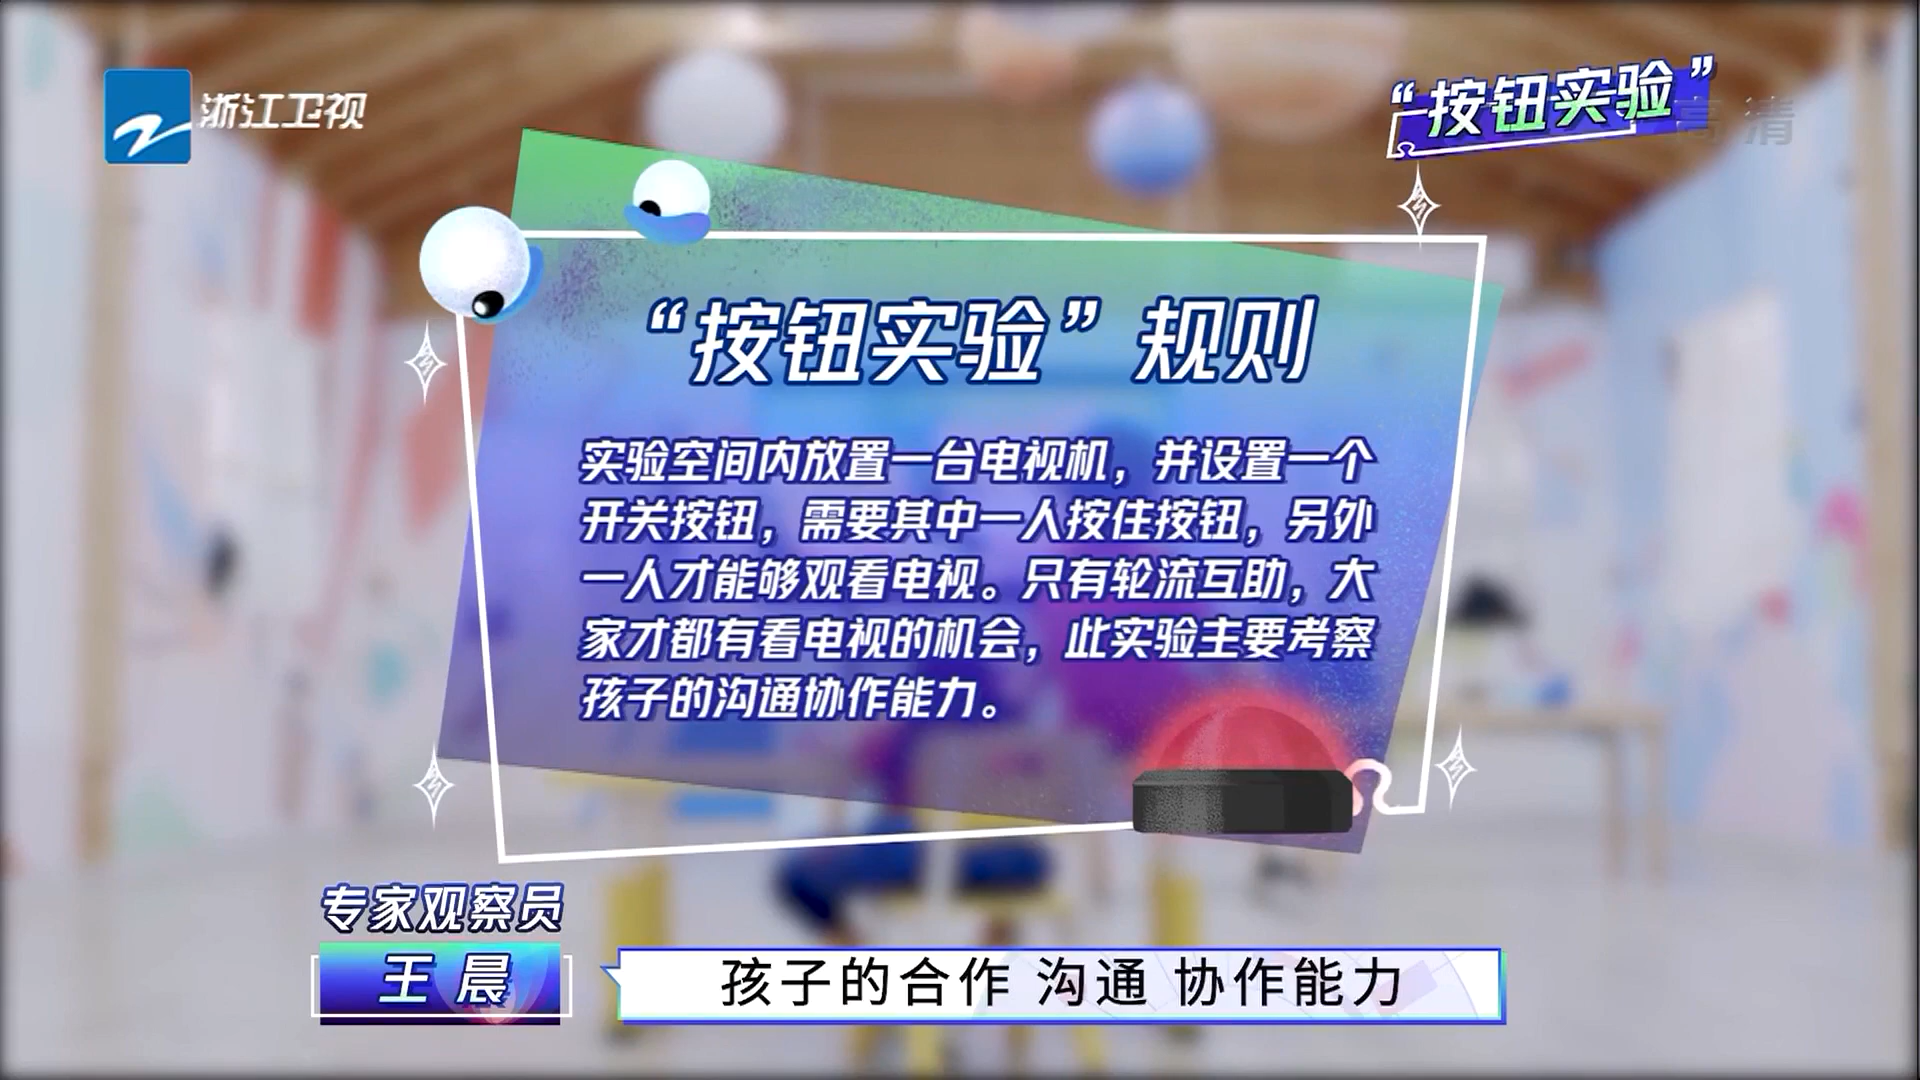 浙江卫视
“按钮实验”
高清
“按钮实验”规则
实验空间内放置一台电视机，并设置一个
开关按钮，需要其中一人按住按钮，另外
一人才能够观看电视。只有轮流互助，大
家才都有看电视的机会，此实验主要考察
孩子的沟通协作能力。
专家观察员
王晨
孩子的合作 沟通 协作能力